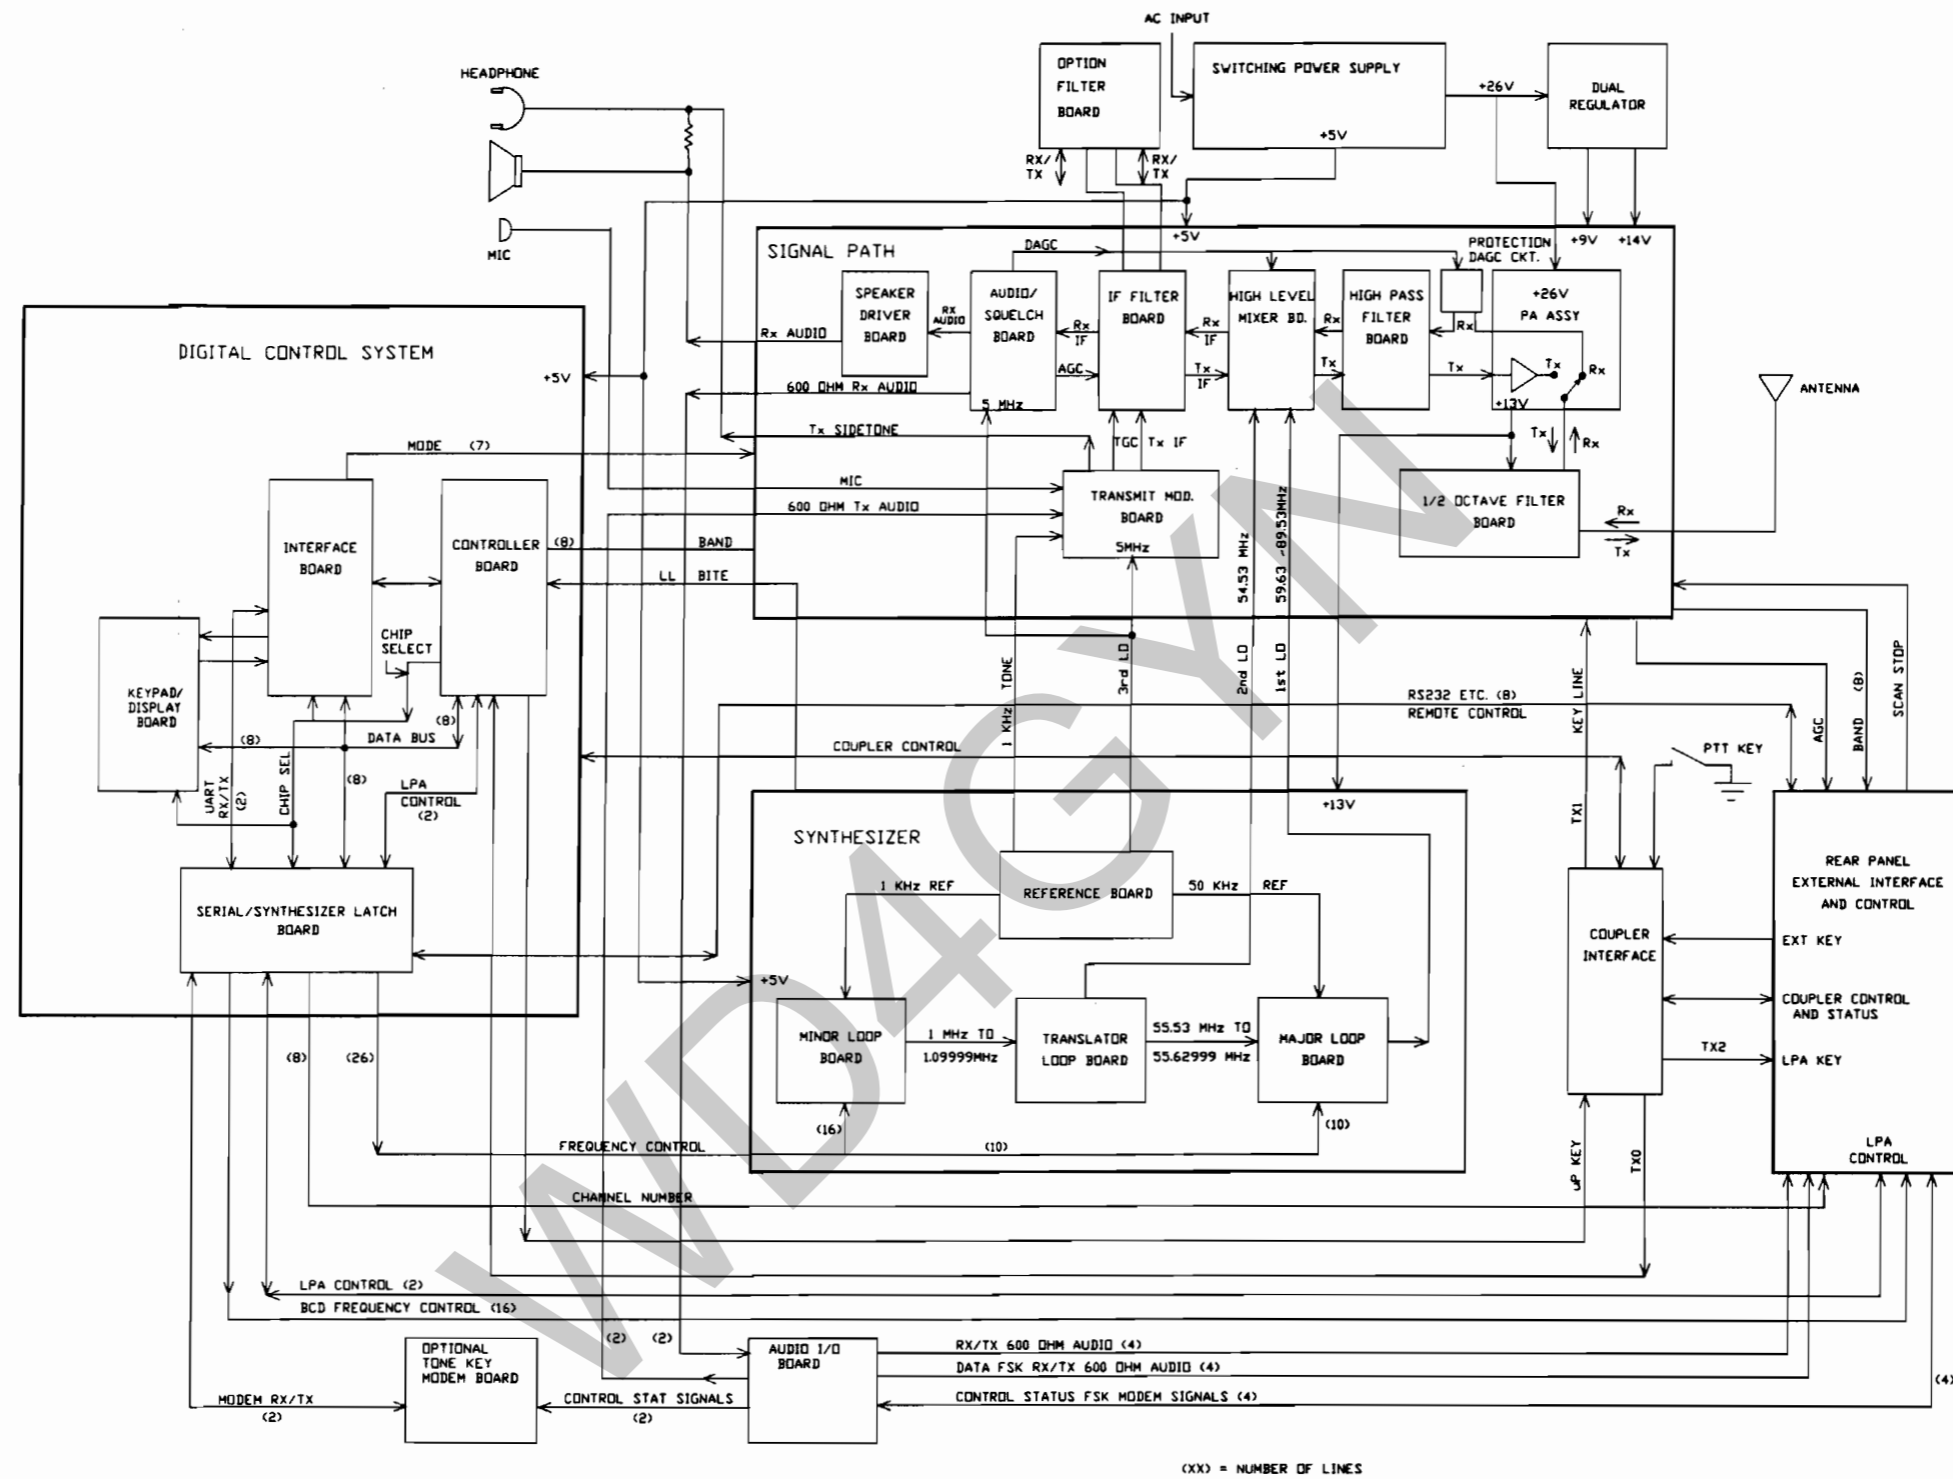 AC INPUT
HEADPHONE
MIC
OPTION
FILTER
BOARD
RX/
TX
RX/
TX
SWITCHING POWER SUPPLY
+5V
+26V
DUAL
REGULATOR
SIGNAL PATH
DAGC
+5V
PROTECTION
DAGC CKT.
+9V
+14V
SPEAKER
DRIVER
BOARD
RX
AUDIO
AUDIO/
SQUELCH
BOARD
5 MHz
Rx
IF
AGC
IF FILTER
BOARD
Rx
IF
Tx
IF
HIGH LEVEL
MIXER BD.
Rx
Tx
HIGH PASS
FILTER
BOARD
Rx
Tx
+26V
PA ASSY
Tx
Rx
+13V
Tx
Rx
Rx AUDIO
600 OHM Rx AUDIO
Tx SIDETONE
MIC
600 OHM Tx AUDIO
TGC
Tx IF
TRANSMIT MOD.
BOARD
5MHz
1/2 OCTAVE FILTER
BOARD
Rx
Tx
ANTENNA
DIGITAL CONTROL SYSTEM
+5V
MODE (7)
INTERFACE
BOARD
CONTROLLER
BOARD
(8)
BAND
LL BITE
CHIP
SELECT
KEYPAD/
DISPLAY
BOARD
(8)
DATA BUS
(8)
UART
RX/TX
(2)
CHIP SEL
(8)
LPA
CONTROL
(2)
SERIAL/SYNTHESIZER LATCH
BOARD
1 KHz TONE
3rd LO
2nd LO 54.53 MHz
1st LO 59.63 -89.53MHz
RS232 ETC. (8)
REMOTE CONTROL
COUPLER CONTROL
KEY LINE
TX1
PTT KEY
AGC
BAND (8)
SCAN STOP
SYNTHESIZER
+13V
+5V
REFERENCE BOARD
1 KHz REF
50 KHz REF
MINOR LOOP
BOARD
1 MHz TO
1.09999MHz
TRANSLATOR
LOOP BOARD
55.53 MHz TO
55.62999 MHz
MAJOR LOOP
BOARD
(16)
(10)
(10)
FREQUENCY CONTROL
COUPLER
INTERFACE
REAR PANEL
EXTERNAL INTERFACE
AND CONTROL
EXT KEY
COUPLER CONTROL
AND STATUS
TX2
LPA KEY
LPA
CONTROL
KEY
TX0
(8)
(26)
CHANNEL NUMBER
LPA CONTROL (2)
BCD FREQUENCY CONTROL (16)
(2)
(2)
OPTIONAL
TONE KEY
MODEM BOARD
MODEM RX/TX
(2)
CONTROL STAT SIGNALS
(2)
AUDIO I/O
BOARD
RX/TX 600 OHM AUDIO (4)
DATA FSK RX/TX 600 OHM AUDIO (4)
CONTROL STATUS FSK MODEM SIGNALS (4)
(4)
(XX) = NUMBER OF LINES
WD4GYN